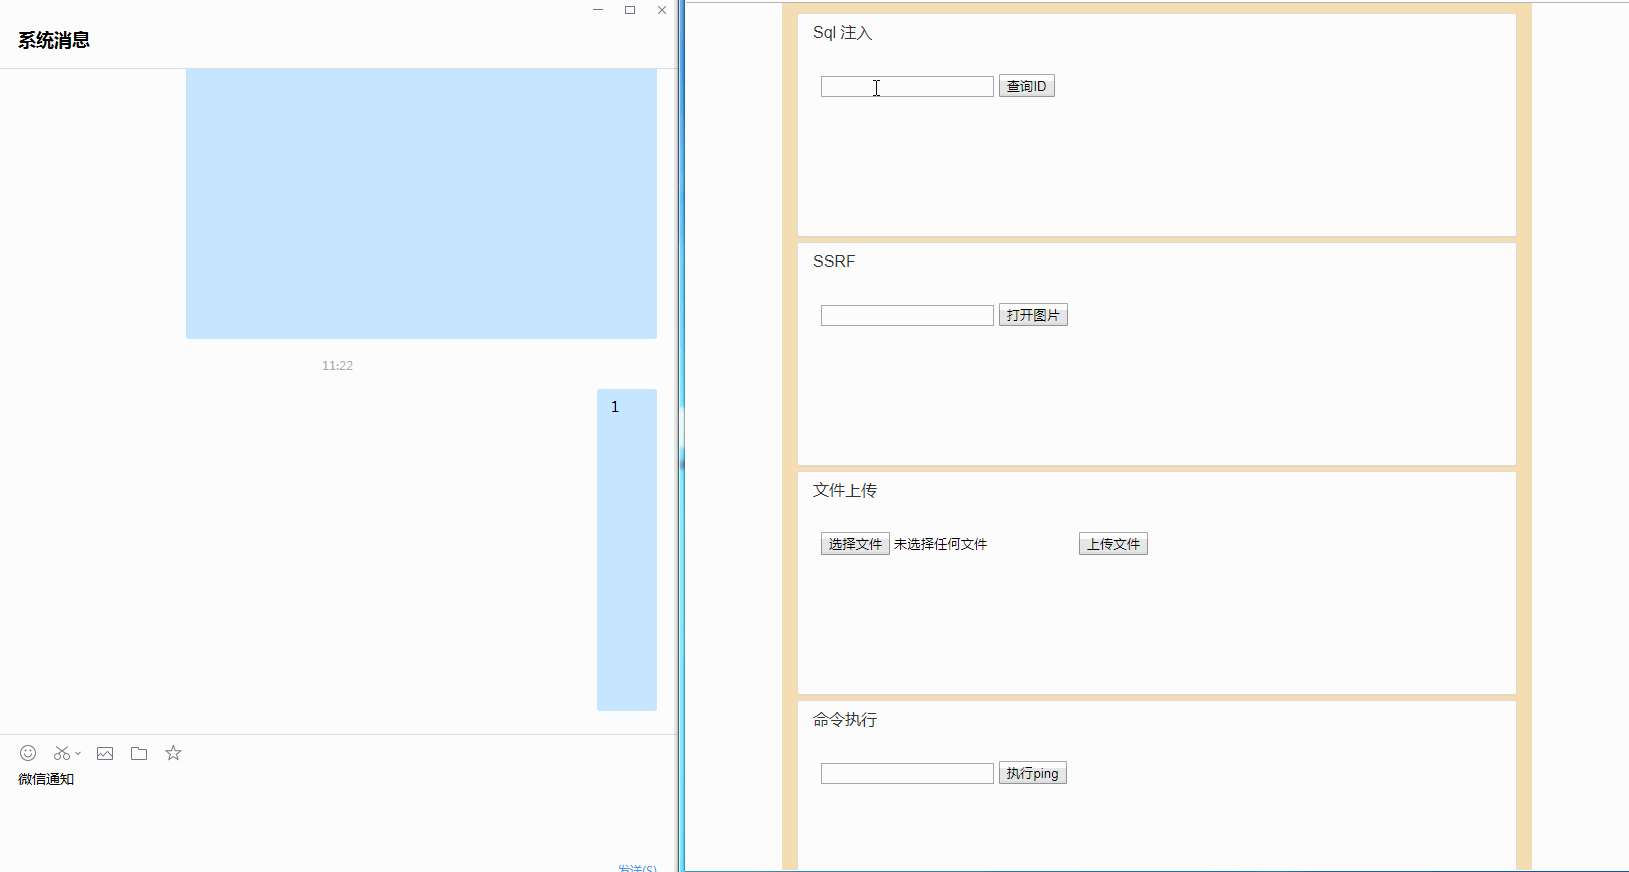 系统消息
11:22
1
微信通知
发送(S)
Sql 注入
查询ID
SSRF
打开图片
文件上传
选择文件 未选择任何文件 上传文件
命令执行
执行ping